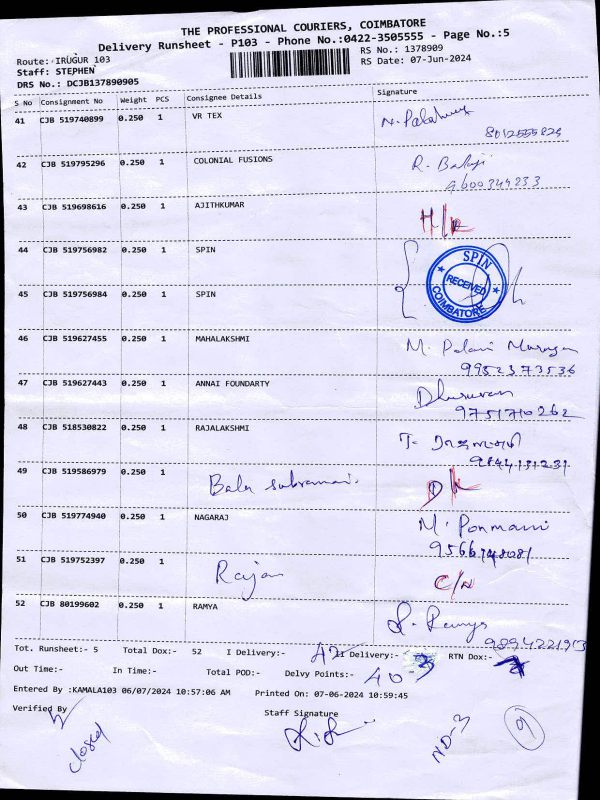 THE PROFESSIONAL COURIERS, COIMBATORE
Delivery Runsheet - P103 - Phone No.:0422-3505555 - Page No.:5
Route: IRUGUR 103
RS No.: 1378909
Staff: STEPHEN
RS Date: 07-Jun-2024
DRS No.: DCJB137890905
S No Consignment No Weight PCS Consignee Details Signature
41 CJB 519740899 0.250 1 VR TEX
42 CJB 519795296 0.250 1 COLONIAL FUSIONS R. Balaji
9600344233
43 CJB 519698616 0.250 1 AJITHKUMAR
44 CJB 519756982 0.250 1 SPIN
SPIN RECEIVED COIMBATORE
45 CJB 519756984 0.250 1 SPIN
46 CJB 519627455 0.250 1 MAHALAKSHMI M. Palani Murugan
9952373536
47 CJB 519627443 0.250 1 ANNAI FOUNDARTY
9751710262
48 CJB 518530822 0.250 1 RAJALAKSHMI
49 CJB 519586979 0.250 1
50 CJB 519774940 0.250 1 NAGARAJ M. Ponmani
51 CJB 519752397 0.250 1 Rajan
52 CJB 80199602 0.250 1 RAMYA
9894221913
Tot. Runsheet:- 5 Total Dox:- 52 I Delivery:- 42 II Delivery:- RTN Dox:-
Out Time:- In Time:- Total POD:- Delvy Points:- 40
Entered By :KAMALA103 06/07/2024 10:57:06 AM Printed On: 07-06-2024 10:59:45
Verified By Staff Signature
closed
ND-3
9